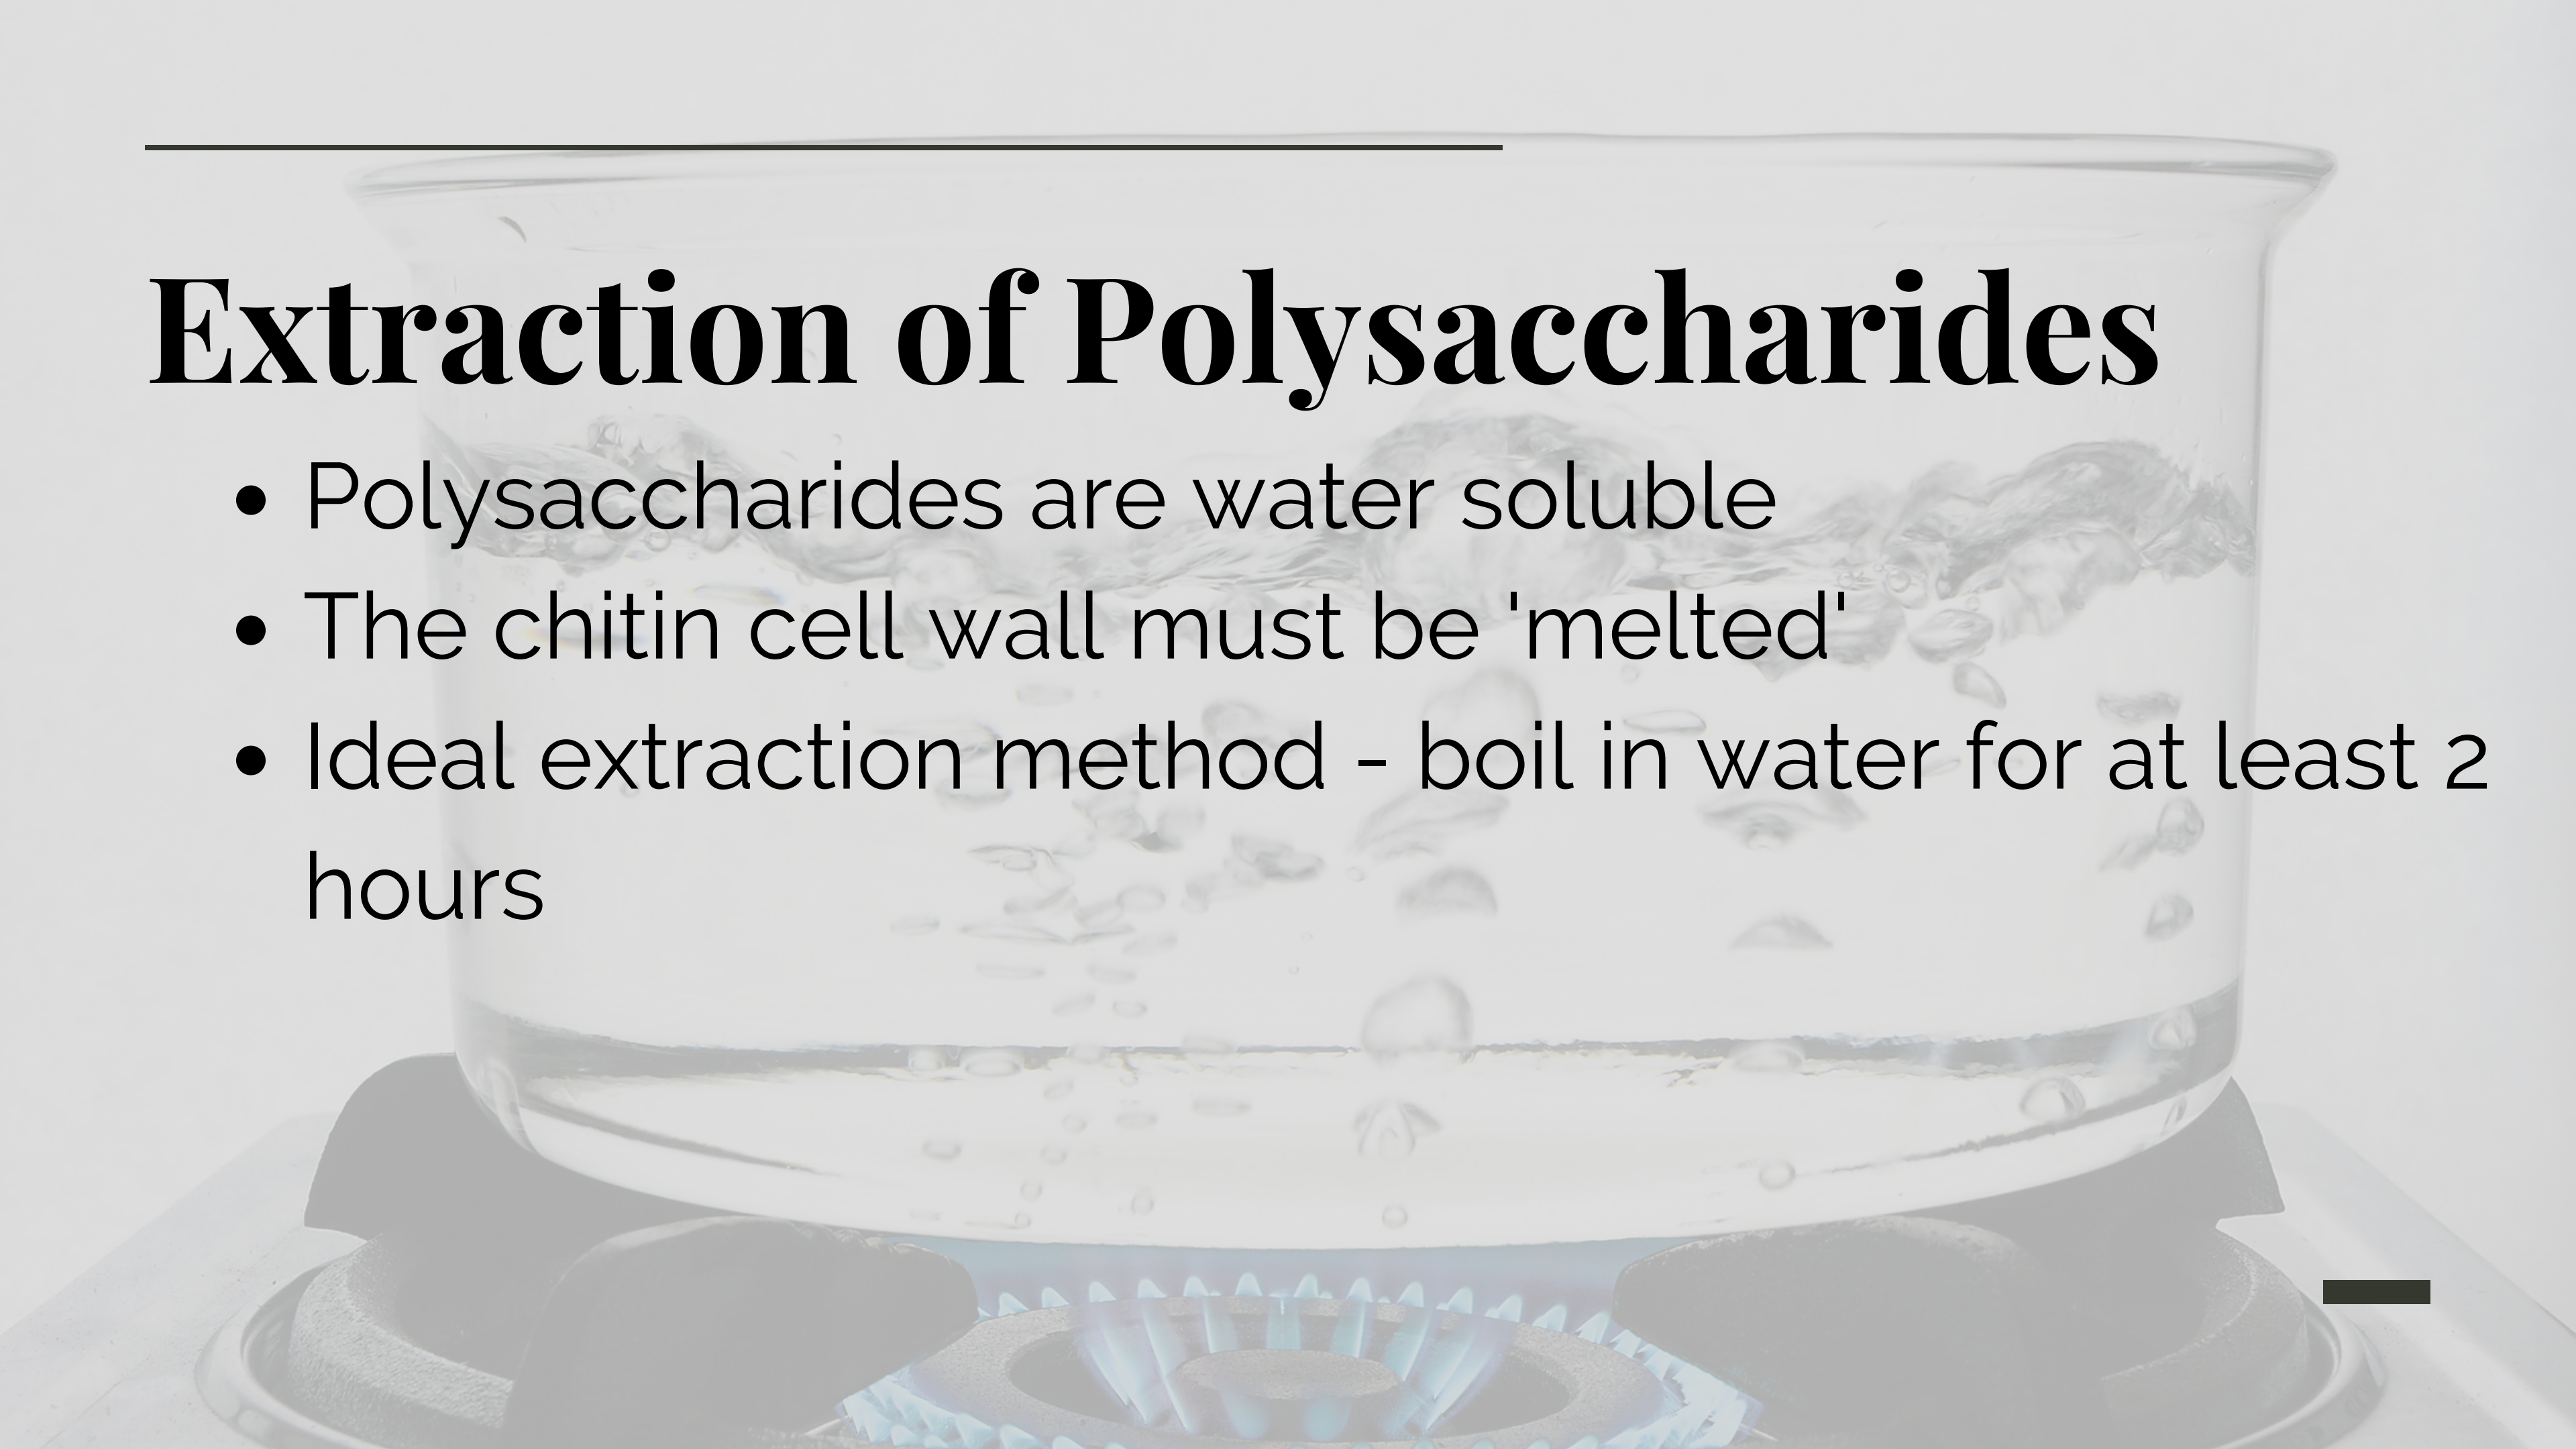 Extraction of Polysaccharides
• Polysaccharides are water soluble
• The chitin cell wall must be 'melted'
• Ideal extraction method - boil in water for at least 2
hours